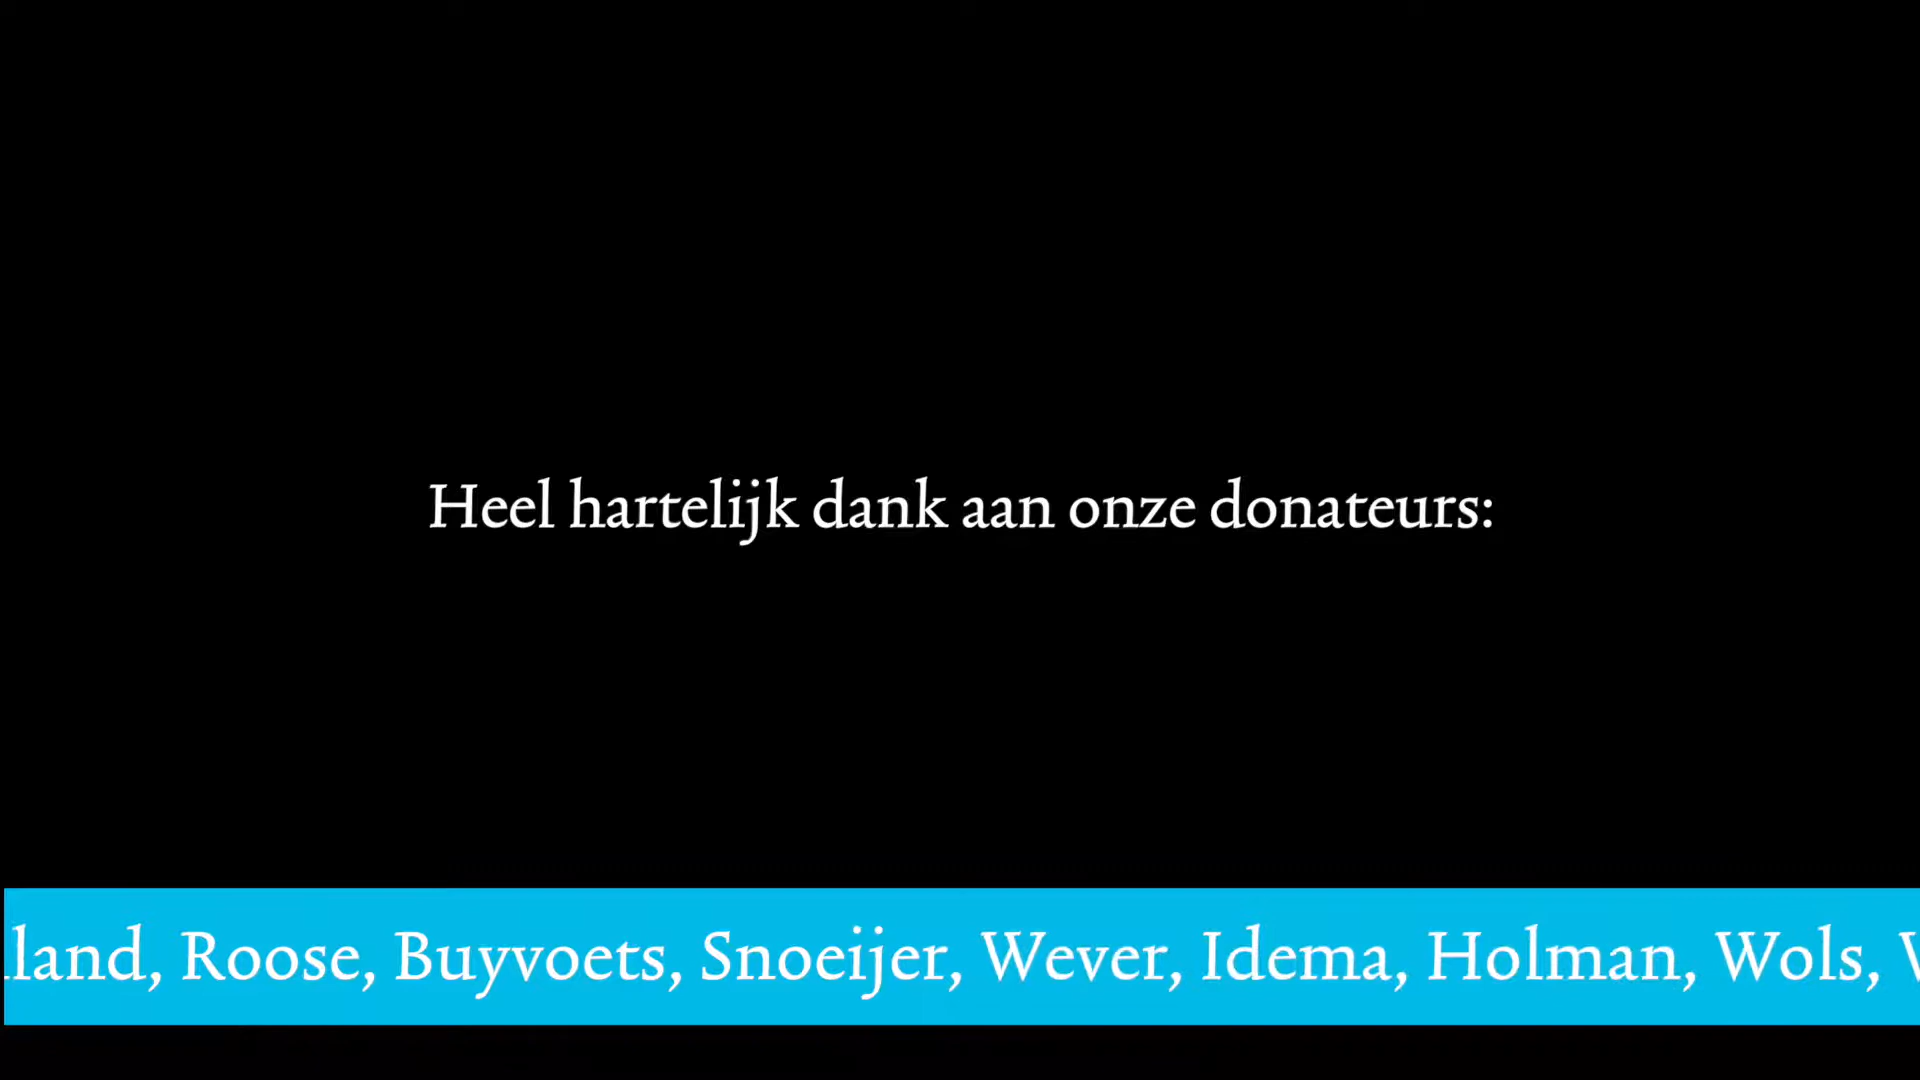 Heel hartelijk dank aan onze donateurs:
Roose, Buyvoets, Snoeijer, Wever, Idema, Holman, Wols,